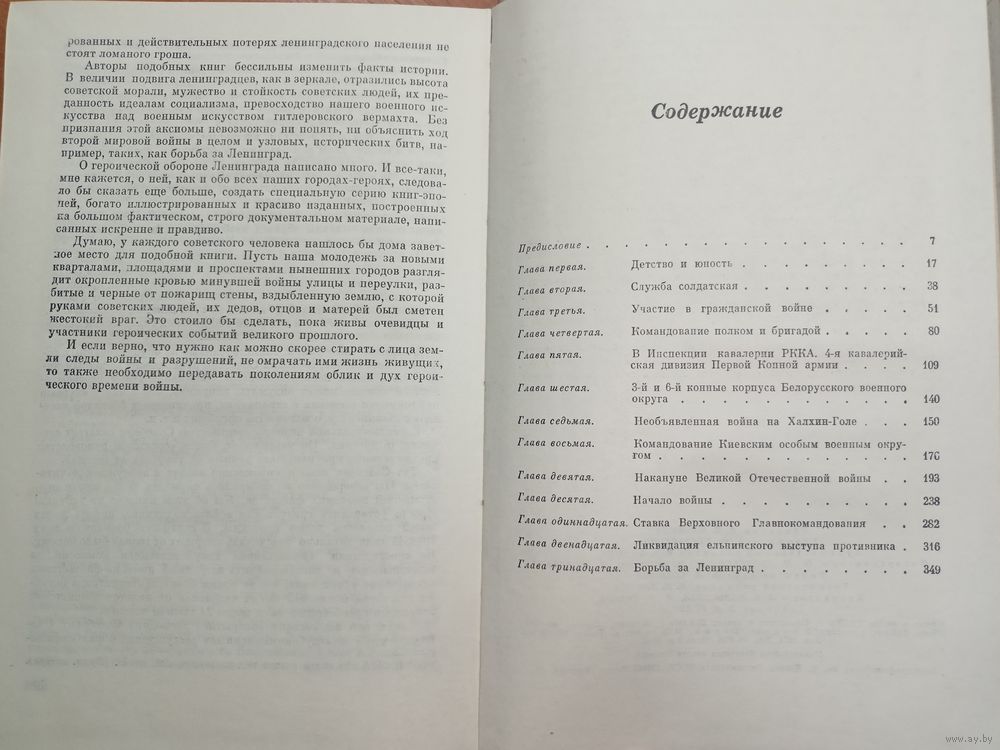 рованных и действительных потерях ленинградского населения не
стоят ломаного гроша.
Авторы подобных книг бессильны изменить факты истории.
В величии подвига ленинградцев, как в зеркале, отразились высота
советской морали, мужество и стойкость советских людей, их пре-
данность идеалам социализма, превосходство нашего военного ис-
кусства над военным искусством гитлеровского вермахта. Без
признания этой аксиомы невозможно ни понять, ни объяснить ход
второй мировой войны в целом и узловых, исторических битв, на-
пример, таких, как борьба за Ленинград.
О героической обороне Ленинграда написано много. И все-таки,
мне кажется, о ней, как и обо всех наших городах-героях, следова-
ло бы сказать еще больше, создать специальную серию книг-эпо-
пей, богато иллюстрированных и красиво изданных, построенных
на большом фактическом, строго документальном материале, напи-
санных искренне и правдиво.
Думаю, у каждого советского человека нашлось бы дома завет-
ное место для подобной книги. Пусть наша молодежь за новыми
кварталами, площадями и проспектами нынешних городов разгля-
дит окропленные кровью минувшей войны улицы и переулки, раз-
битые и черные от пожарищ стены, вздыбленную землю, с которой
руками советских людей, их дедов, отцов и матерей был сметен
жестокий враг. Это стоило бы сделать, пока живы очевидцы и
участники героических событий великого прошлого.
И если верно, что нужно как можно скорее стирать с лица зем-
ли следы войны и разрушений, не омрачать ими жизнь живущих,
то также необходимо передавать поколениям облик и дух герои-
ческого времени войны.
Содержание
Предисловие . . . . . . . . . . . . . . . . . 7
Глава первая. Детство и юность . . . . . . . . . 17
Глава вторая. Служба солдатская . . . . . . . . . 38
Глава третья. Участие в гражданской войне . . . . . 51
Глава четвертая. Командование полком и бригадой . . . . . 80
Глава пятая. В Инспекции кавалерии РККА. 4-я кавалерий-
ская дивизия Первой Конной армии . . . . 109
Глава шестая. 3-й и 6-й конные корпуса Белорусского военного
округа . . . . . . . . . . . . 140
Глава седьмая. Необъявленная война на Халхин-Голе . . . 150
Глава восьмая. Командование Киевским особым военным окру-
гом . . . . . . . . . . . . . 176
Глава девятая. Накануне Великой Отечественной войны . . 193
Глава десятая. Начало войны . . . . . . . . . . 238
Глава одиннадцатая. Ставка Верховного Главнокомандования . . 282
Глава двенадцатая. Ликвидация ельнинского выступа противника . 316
Глава тринадцатая. Борьба за Ленинград . . . . . . . . 349
www.ay.by